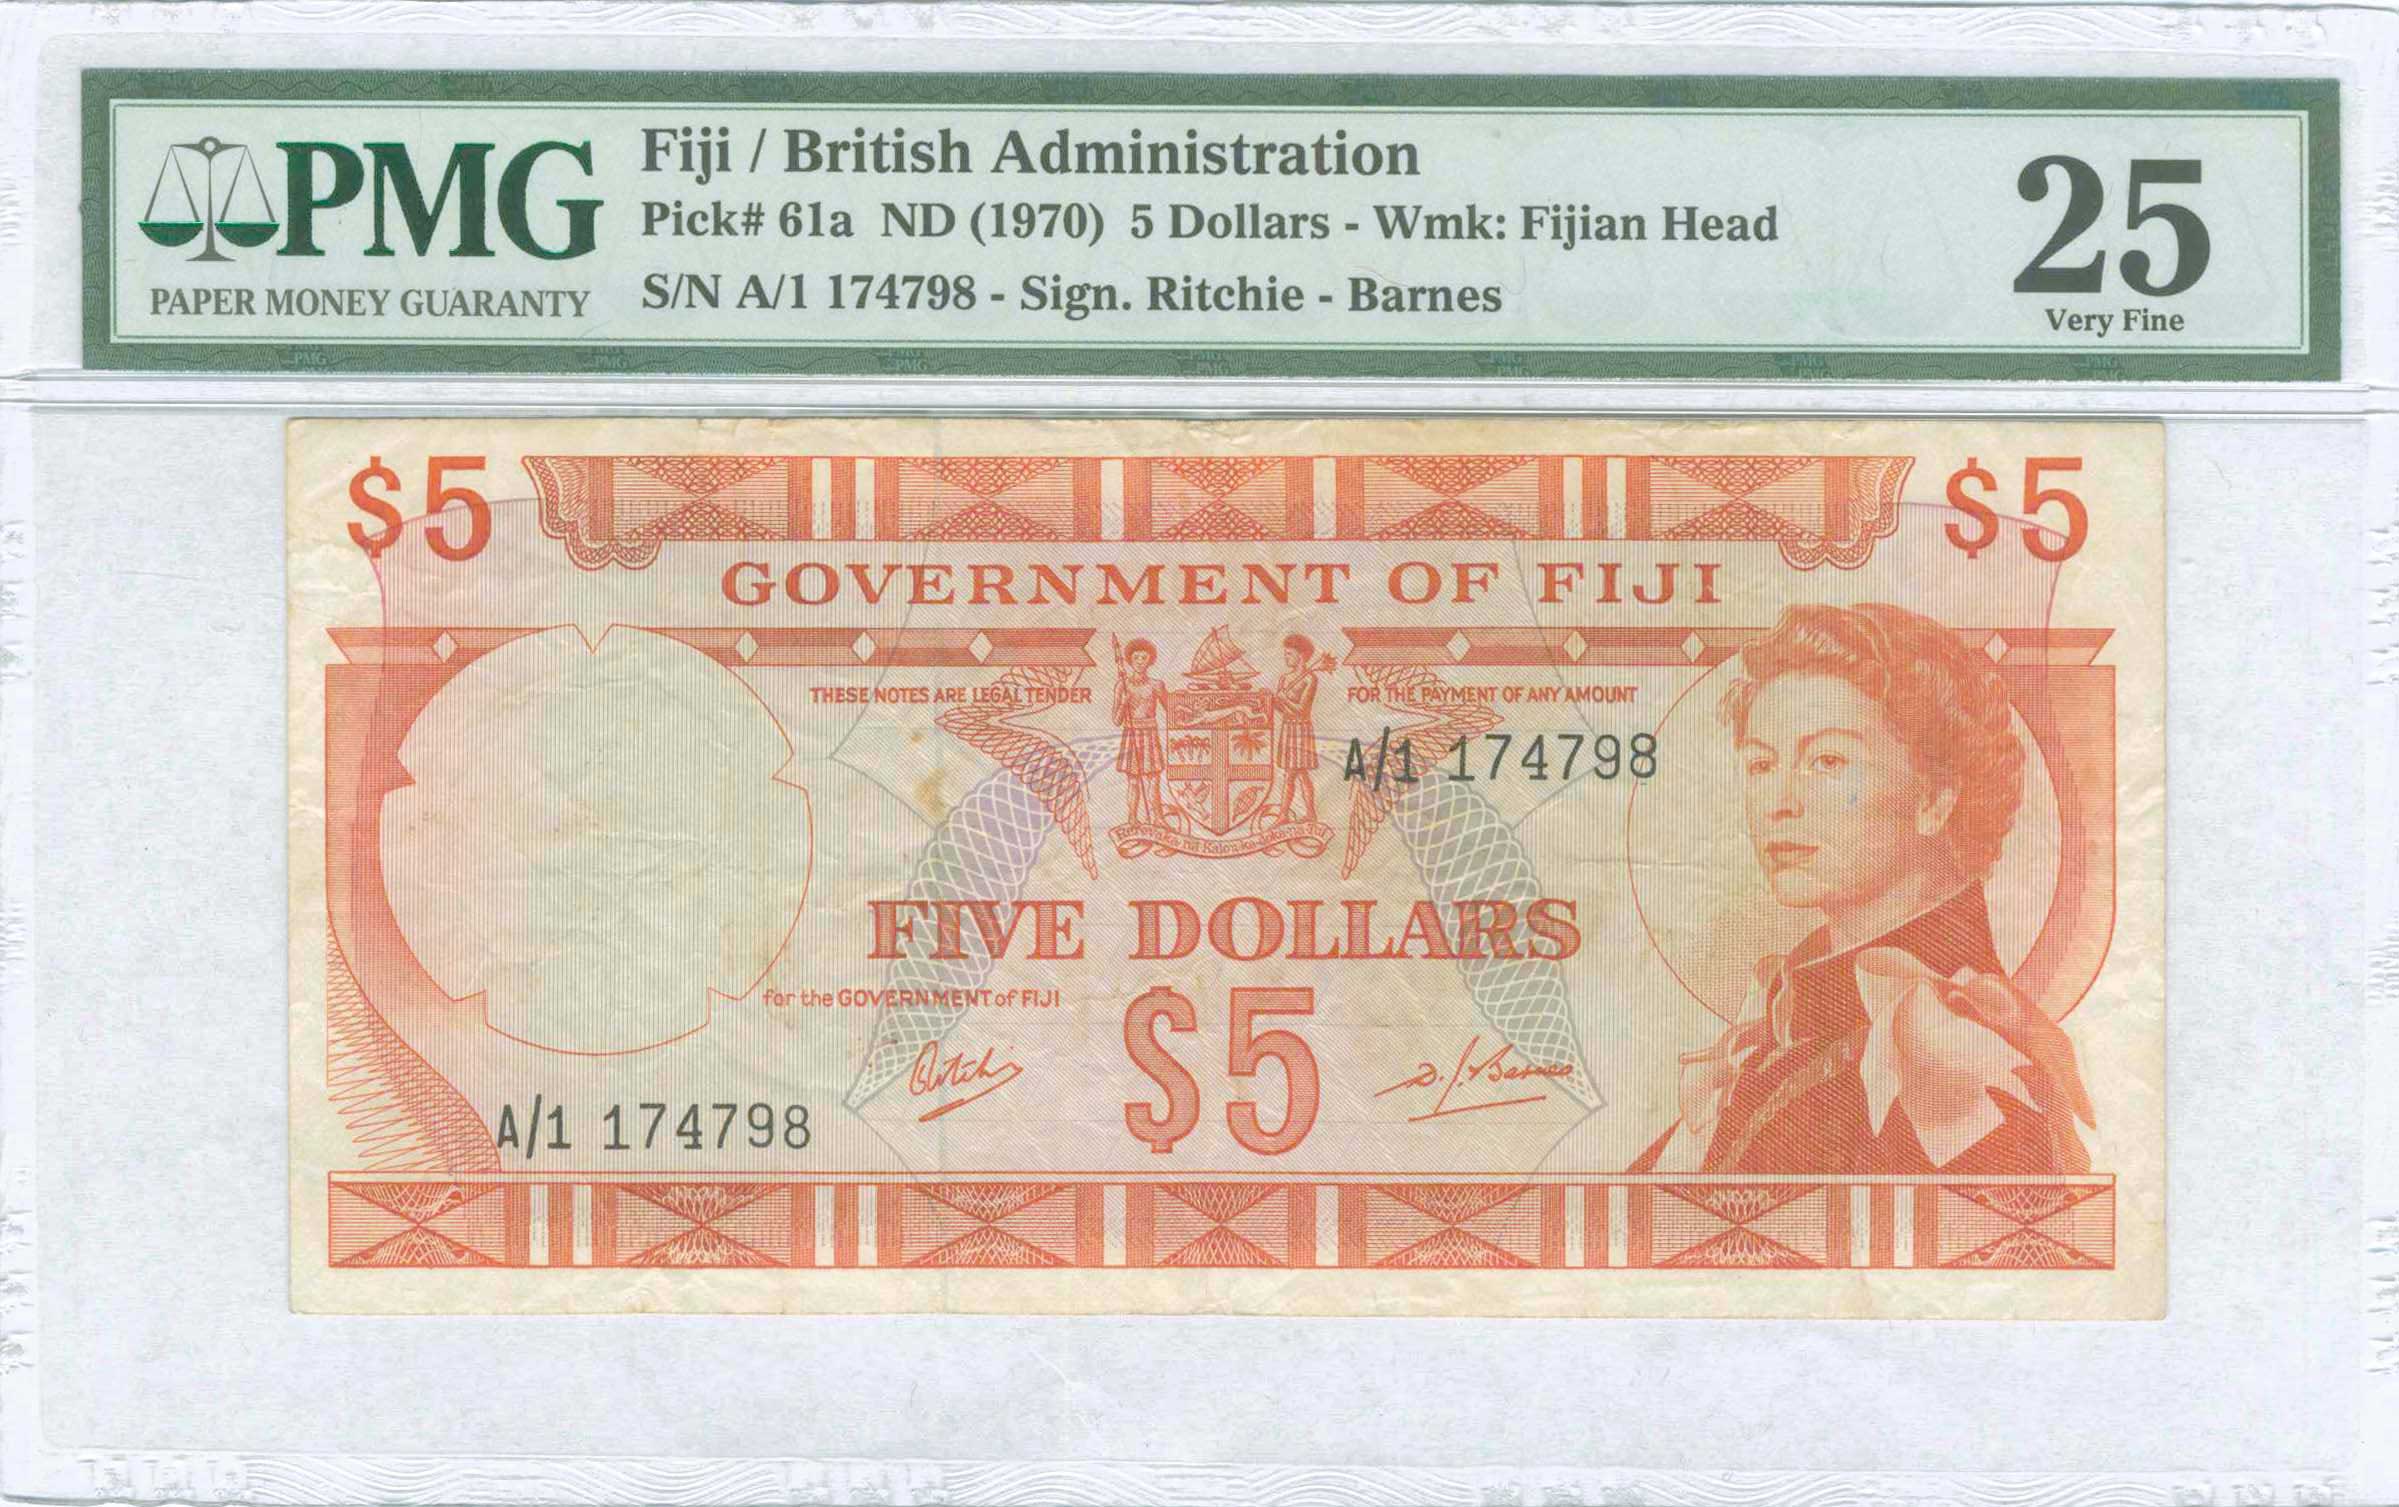 PMG
PAPER MONEY GUARANTY
Fiji / British Administration
Pick# 61a ND (1970) 5 Dollars - Wmk: Fijian Head
S/N A/1 174798 - Sign. Ritchie - Barnes
25
Very Fine
$5
$5
GOVERNMENT OF FIJI
THESE NOTES ARE LEGAL TENDER
FOR THE PAYMENT OF ANY AMOUNT
A/1 174798
FIVE DOLLARS
for the GOVERNMENT of FIJI
$5
Ritchie
D. J. Barnes
A/1 174798